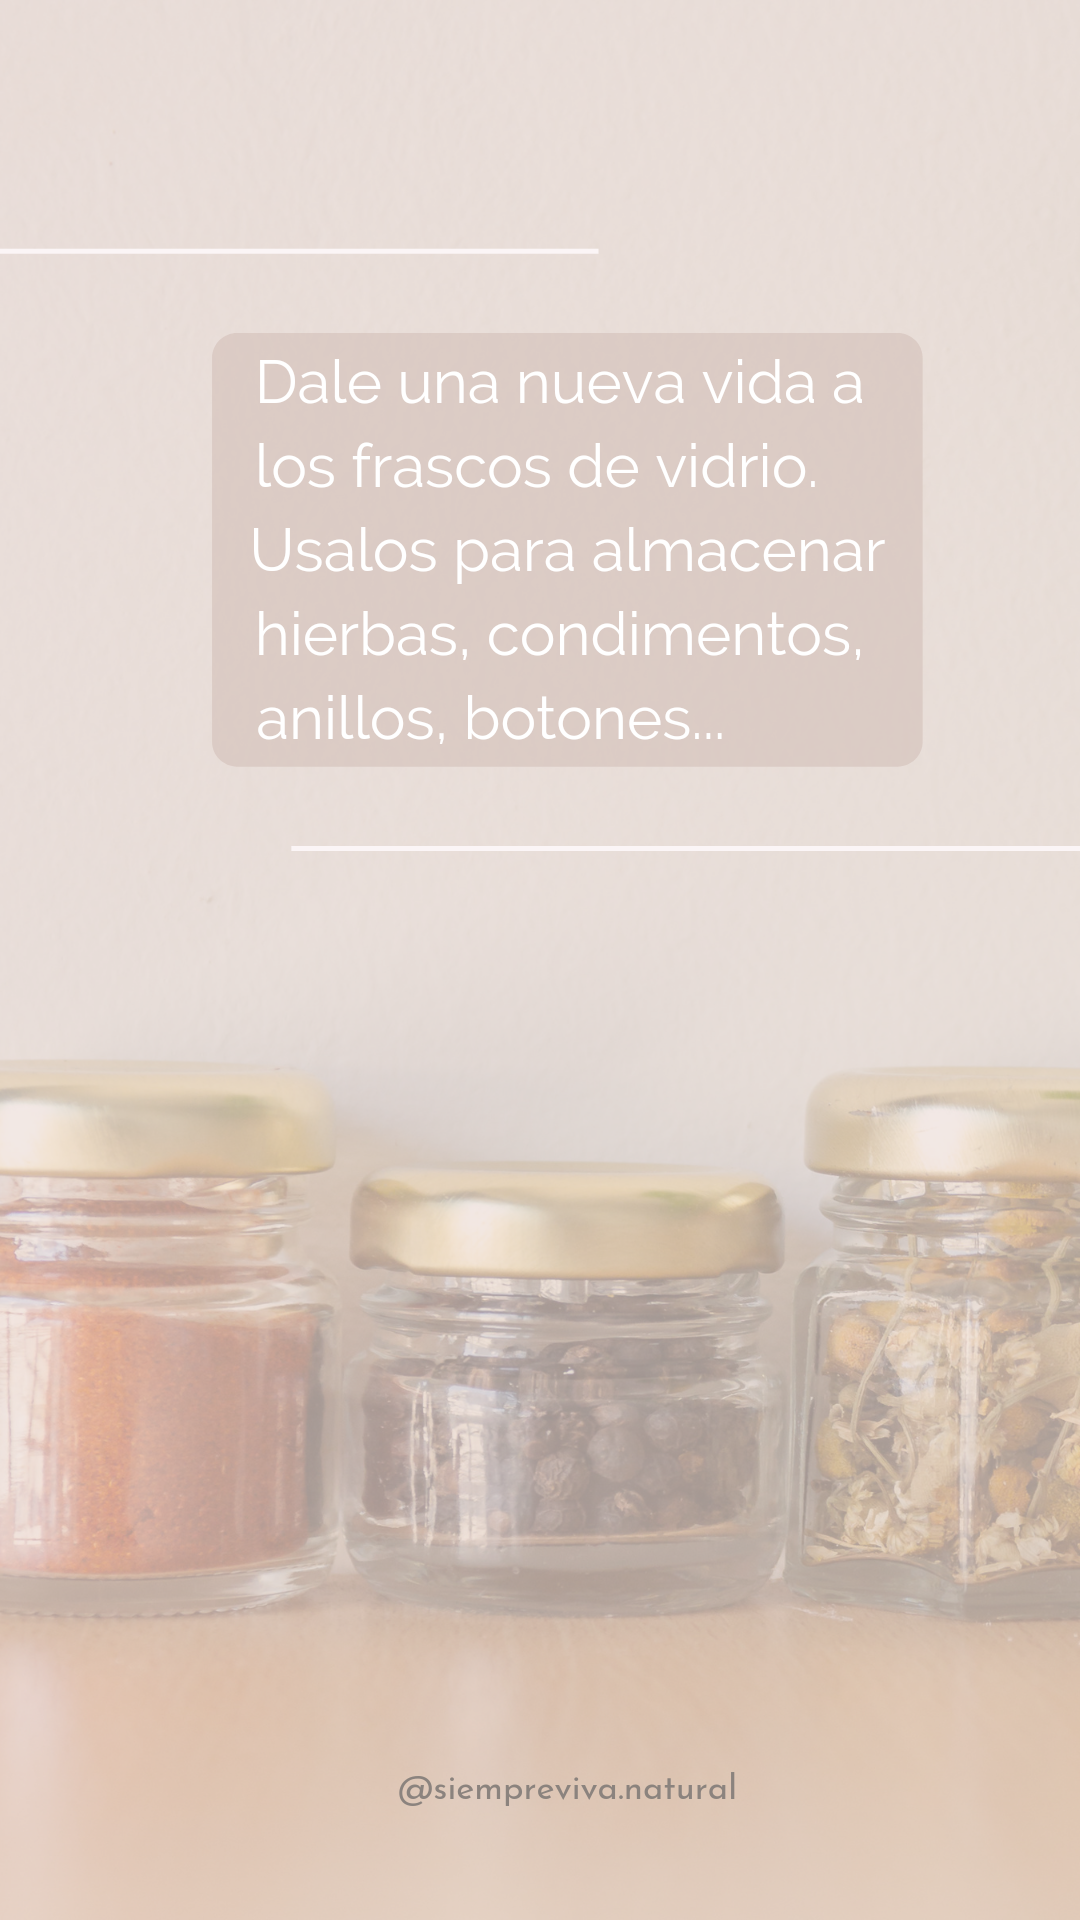 Dale una nueva vida a
los frascos de vidrio.
Usalos para almacenar
hierbas, condimentos,
anillos, botones...
@siempreviva.natural